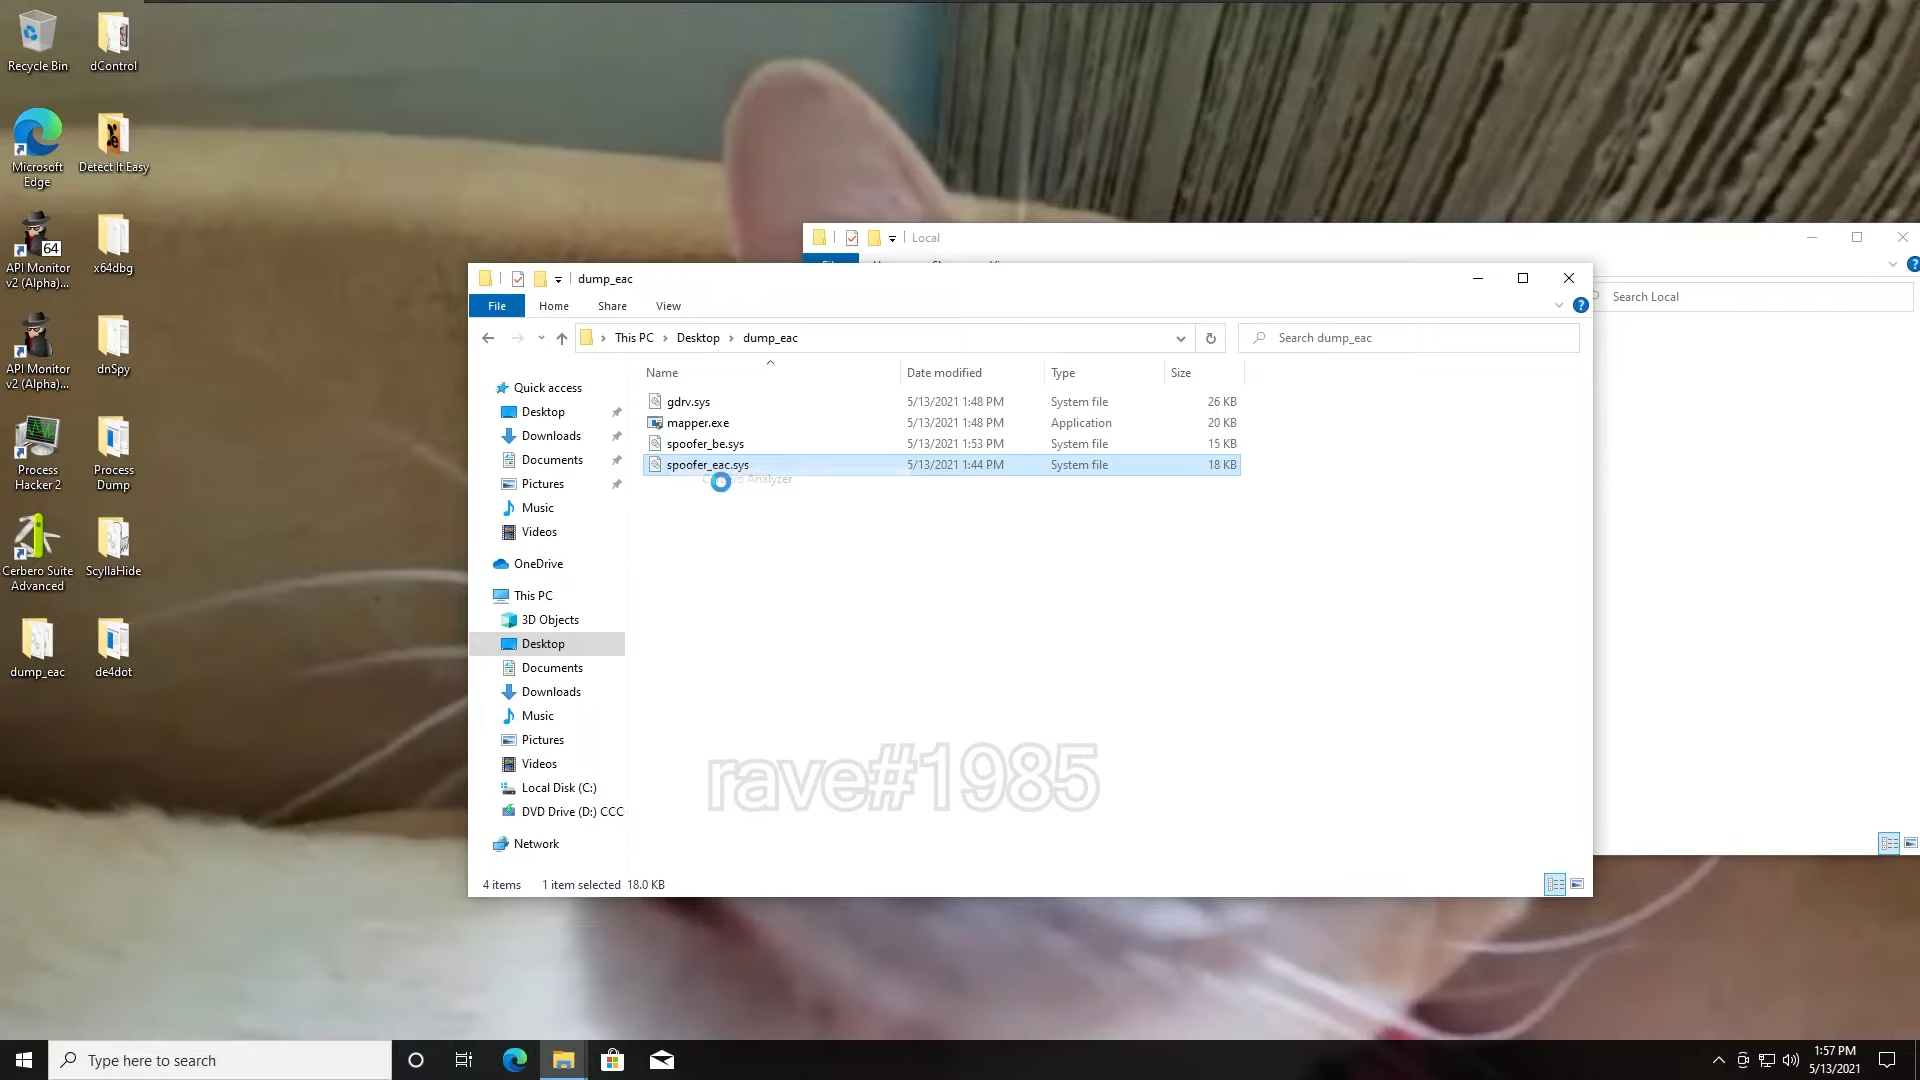 Recycle Bin
dControl
Microsoft
Edge
Detect It Easy
64
API Monitor
v2 (Alpha)...
x64dbg
API Monitor
v2 (Alpha)...
dnSpy
Process
Hacker 2
Process
Dump
Cerbero Suite
Advanced
ScyllaHide
dump_eac
de4dot
Local
Search Local
dump_eac
File Home Share View
This PC Desktop dump_eac
Search dump_eac
Name Date modified Type Size
gdrv.sys 5/13/2021 1:48 PM System file 26 KB
mapper.exe 5/13/2021 1:48 PM Application 20 KB
spoofer_be.sys 5/13/2021 1:53 PM System file 15 KB
spoofer_eac.sys 5/13/2021 1:44 PM System file 18 KB
Analyzer
Quick access
Desktop
Downloads
Documents
Pictures
Music
Videos
OneDrive
This PC
3D Objects
Desktop
Documents
Downloads
Music
Pictures
Videos
Local Disk (C:)
DVD Drive (D:) CCC
Network
4 items 1 item selected 18.0 KB
rave#1985
Type here to search
1:57 PM
5/13/2021